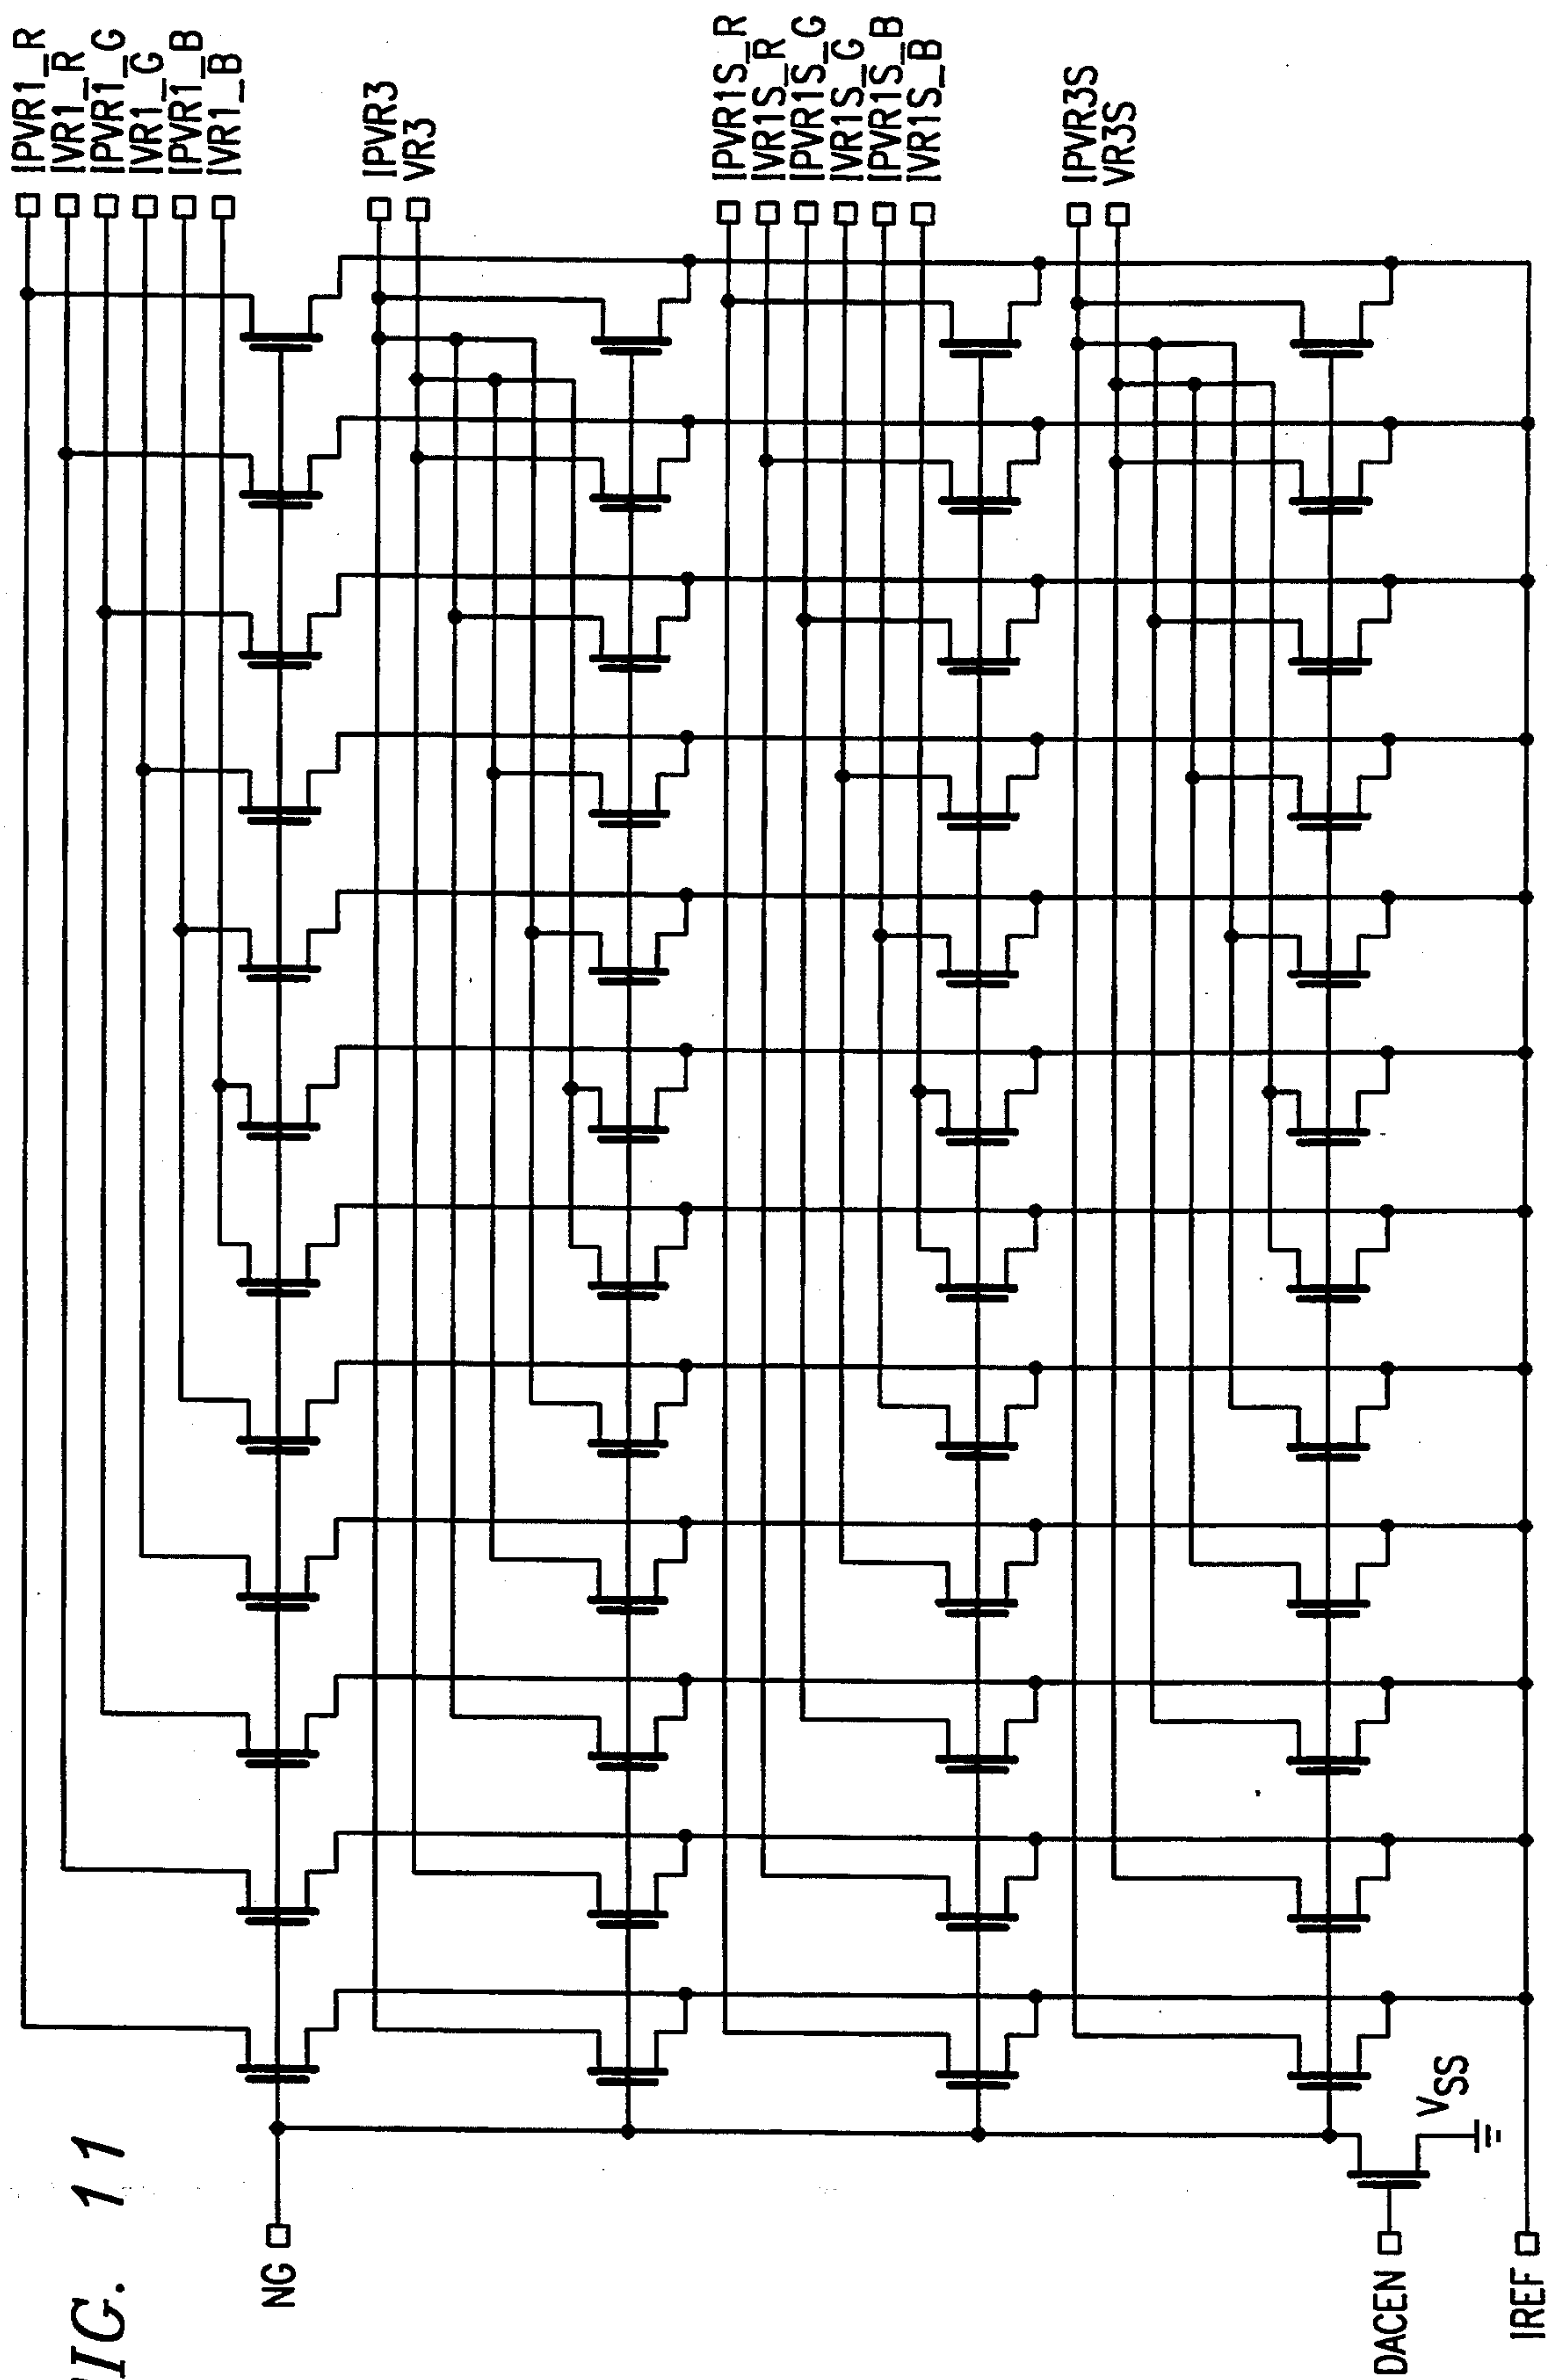 IPVR1_R
IVR1_R
IPVR1_G
IVR1_G
IPVR1_B
IVR1_B
IPVR3
VR3
IPVR1S_R
IVR1S_R
IPVR1S_G
IVR1S_G
IPVR1S_B
IVR1S_B
IPVR3S
VR3S
FIG. 11
NG
VSS
DACEN
IREF